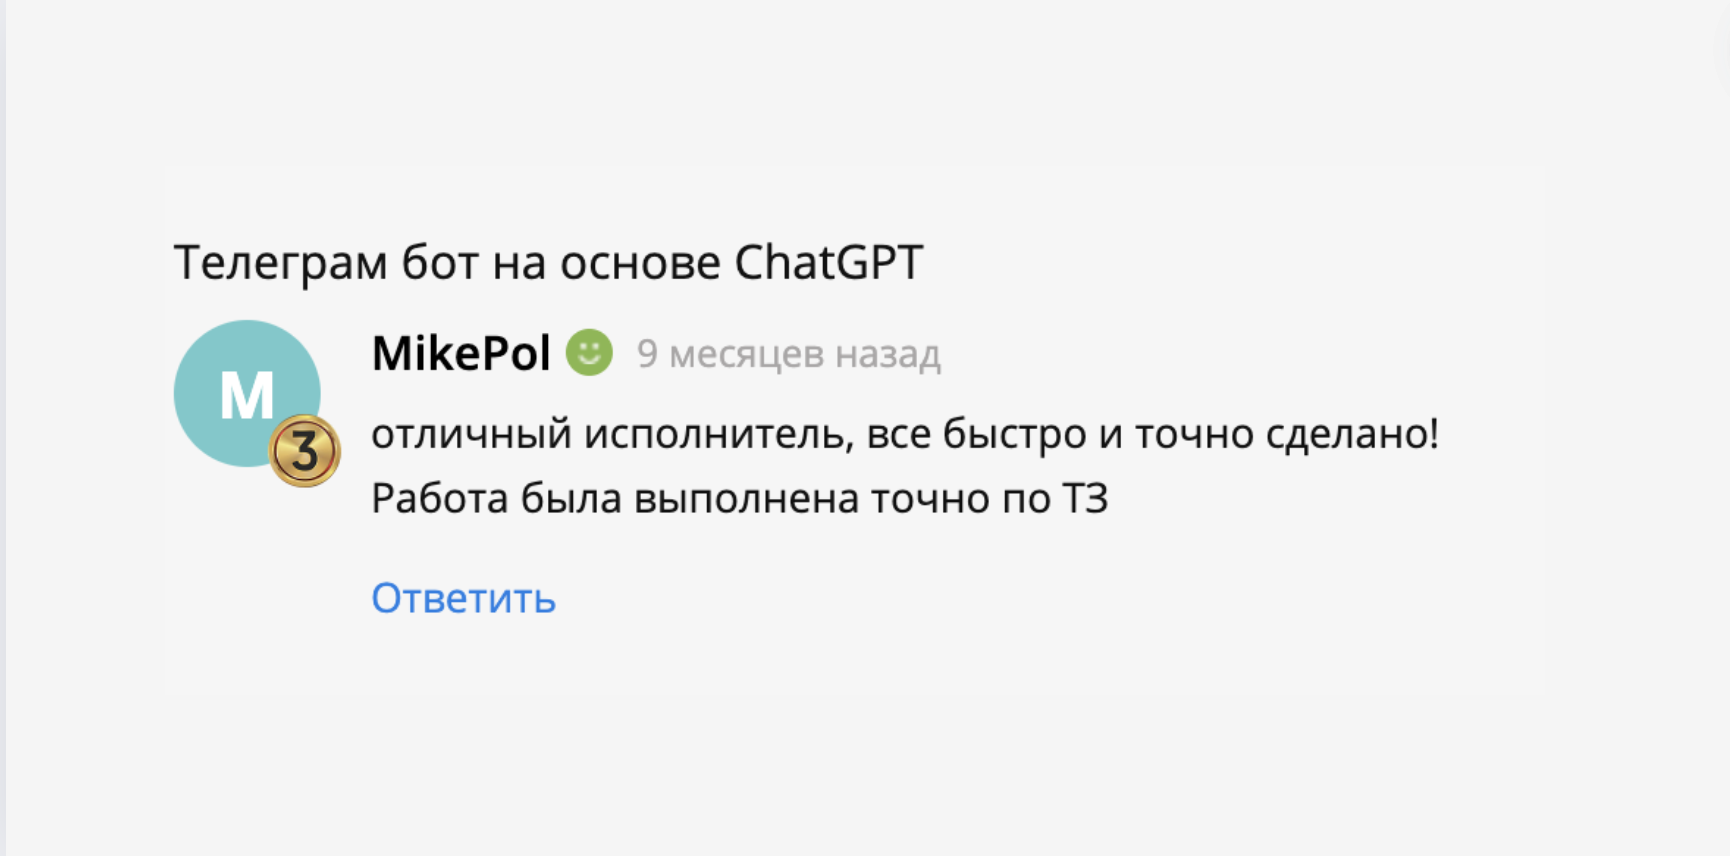 Телеграм бот на основе ChatGPT
M
3
MikePol 9 месяцев назад
отличный исполнитель, все быстро и точно сделано!
Работа была выполнена точно по ТЗ
Ответить